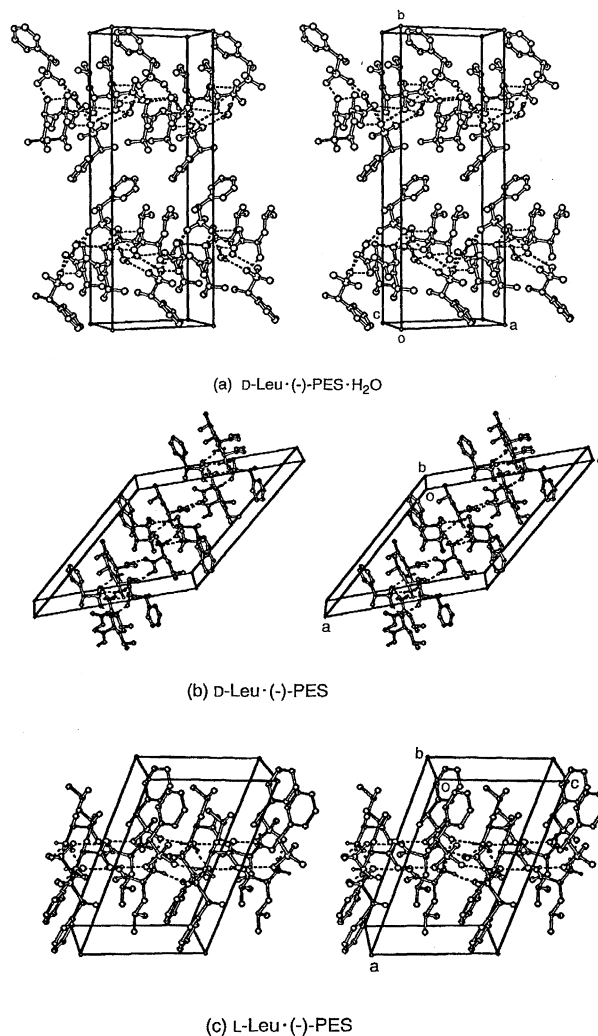 b
c
o
a
(a) D-Leu·(-)-PES·H₂O
b
o
a
(b) D-Leu·(-)-PES
b
o
c
a
(c) L-Leu·(-)-PES